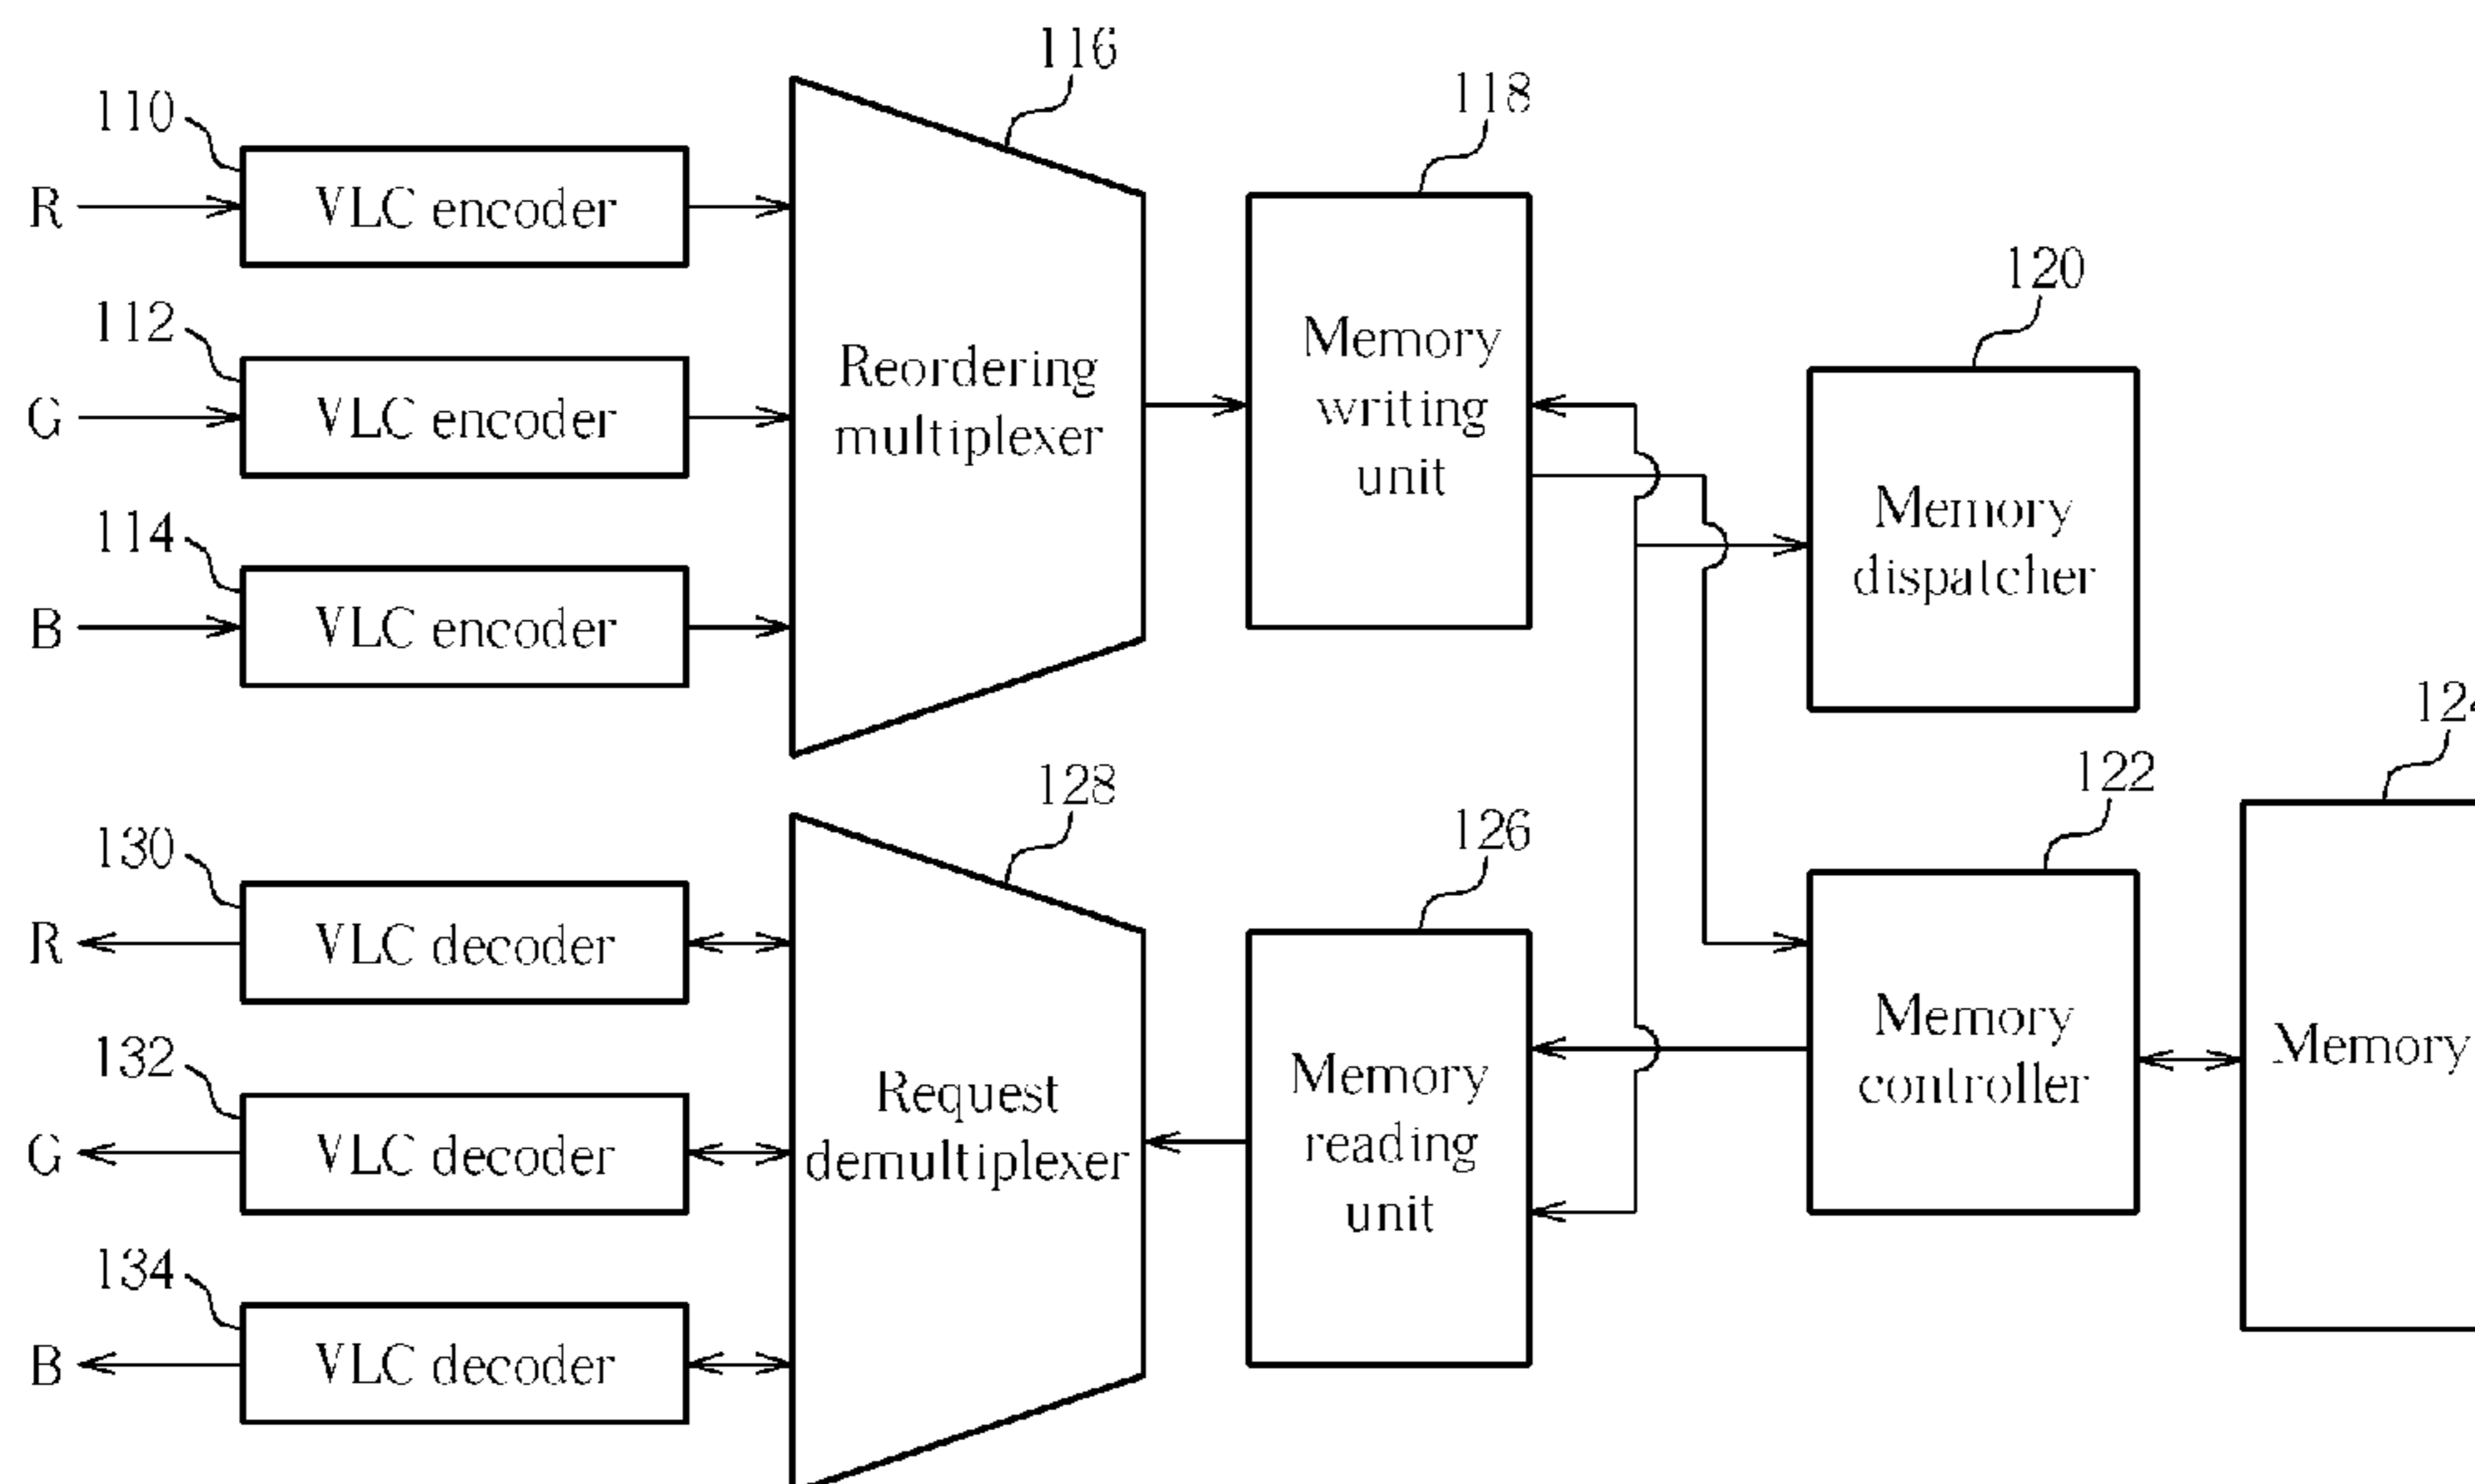 116
118
110
R
VLC encoder
120
112
Memory
writing
unit
Reordering
multiplexer
G
VLC encoder
Memory
dispatcher
114
B
VLC encoder
122
128
126
130
R
VLC decoder
Memory
controller
Memory
132
Request
demultiplexer
Memory
reading
unit
G
VLC decoder
134
B
VLC decoder